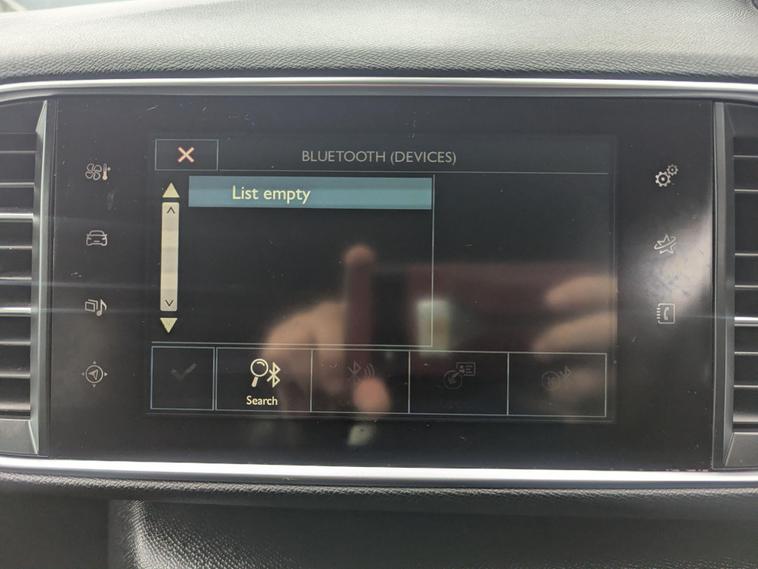 BLUETOOTH (DEVICES)
List empty
Search